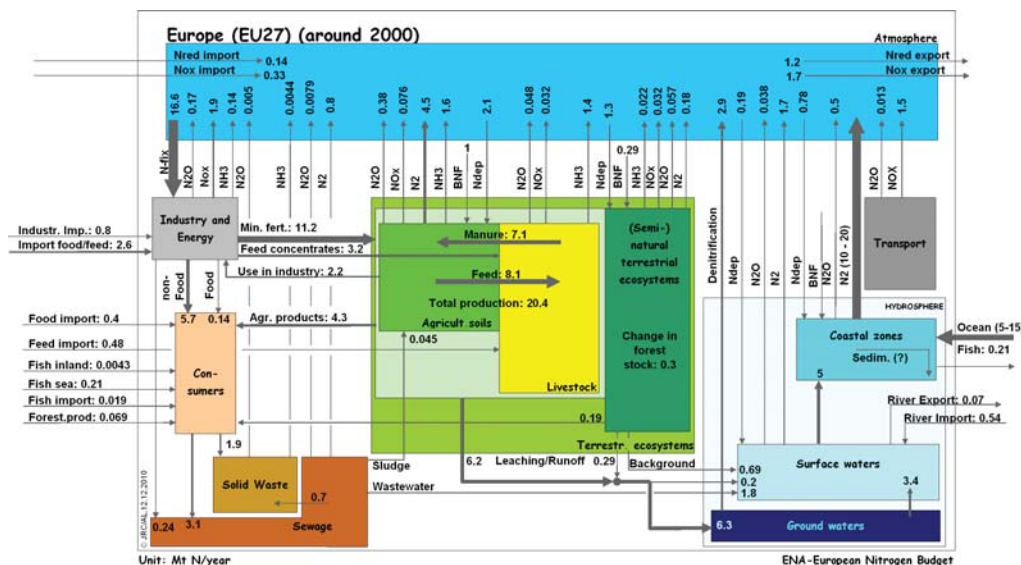 Europe (EU27) (around 2000)
Atmosphere
Nred import
0.14
Nox import
0.33
1.2
Nred export
1.7
Nox export
16.6
0.17
1.9
0.14
0.005
0.0044
0.0079
0.8
0.38
0.076
4.5
1.6
2.1
0.048
0.032
1.4
1.3
0.022
0.032
0.057
0.18
2.9
0.19
0.038
1.7
0.78
0.5
0.013
1.5
1
0.29
N-fix
N2O
Nox
NH3
N2O
NH3
N2O
N2
N2O
NOx
N2
NH3
BNF
Ndep
N2O
NOx
NH3
Ndep
BNF
NH3
NOx
N2O
N2
Denitrification
Ndep
N2O
N2
Ndep
BNF
N2O
N2 (10 - 20)
N2O
NOX
Industry and
Energy
Industr. Imp.: 0.8
Import food/feed: 2.6
Min. fert.: 11.2
Feed concentrates: 3.2
Use in industry: 2.2
Manure: 7.1
Feed: 8.1
Total production: 20.4
(Semi-)
natural
terrestrial
ecosystems
Transport
non-
Food
Food
5.7
0.14
Food import: 0.4
Agr. products: 4.3
Agricult.soils
0.045
Feed import: 0.48
Fish inland: 0.0043
Fish sea: 0.21
Fish import: 0.019
Forest.prod: 0.069
Con-
sumers
Change in
forest
stock: 0.3
Livestock
0.19
Terrestr. ecosystems
HYDROSPHERE
Coastal zones
Sedim. (?)
Ocean (5-15
Fish: 0.21
5
River Export: 0.07
River Import: 0.54
1.9
Sludge
6.2
Leaching/Runoff
0.29
Background
0.69
0.2
1.8
Surface waters
Solid Waste
0.7
Wastewater
3.4
0.24
3.1
Sewage
6.3
Ground waters
© JRC/AL,12.12.2010
Unit: Mt N/year
ENA-European Nitrogen Budget